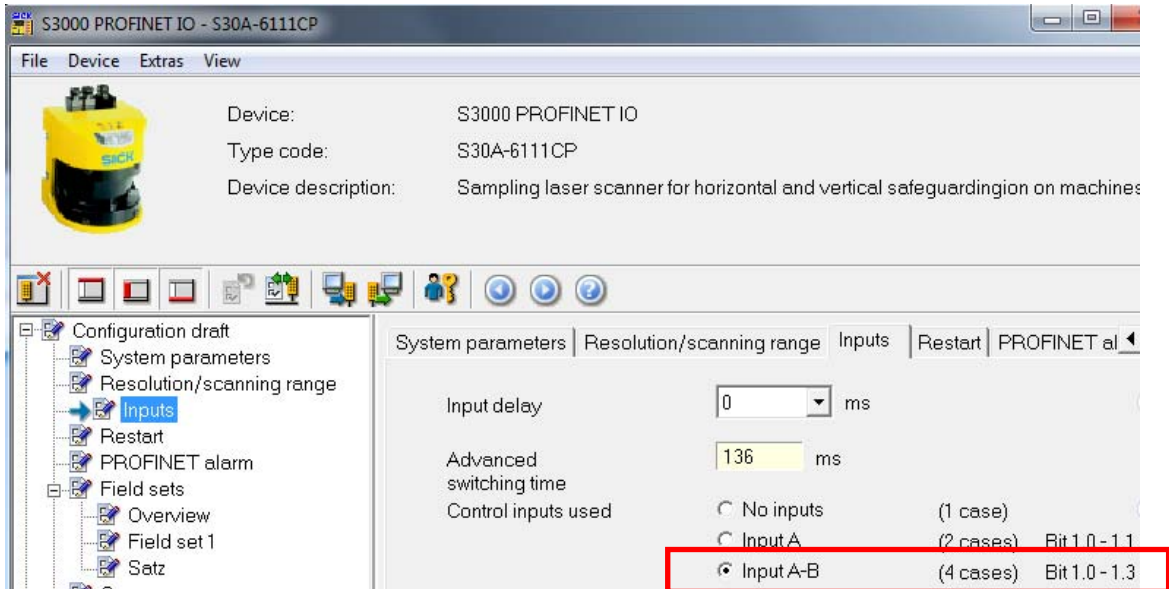 S3000 PROFINET IO - S30A-6111CP
File Device Extras View
Device: S3000 PROFINET IO
Type code: S30A-6111CP
Device description: Sampling laser scanner for horizontal and vertical safeguardingion on machines
SICK
Configuration draft
System parameters
Resolution/scanning range
Inputs
Restart
PROFINET alarm
Field sets
Overview
Field set 1
Satz
System parameters Resolution/scanning range Inputs Restart PROFINET al
Input delay 0 ms
Advanced switching time 136 ms
Control inputs used No inputs (1 case)
Input A (2 cases) Bit 1.0 - 1.1
Input A-B (4 cases) Bit 1.0 - 1.3